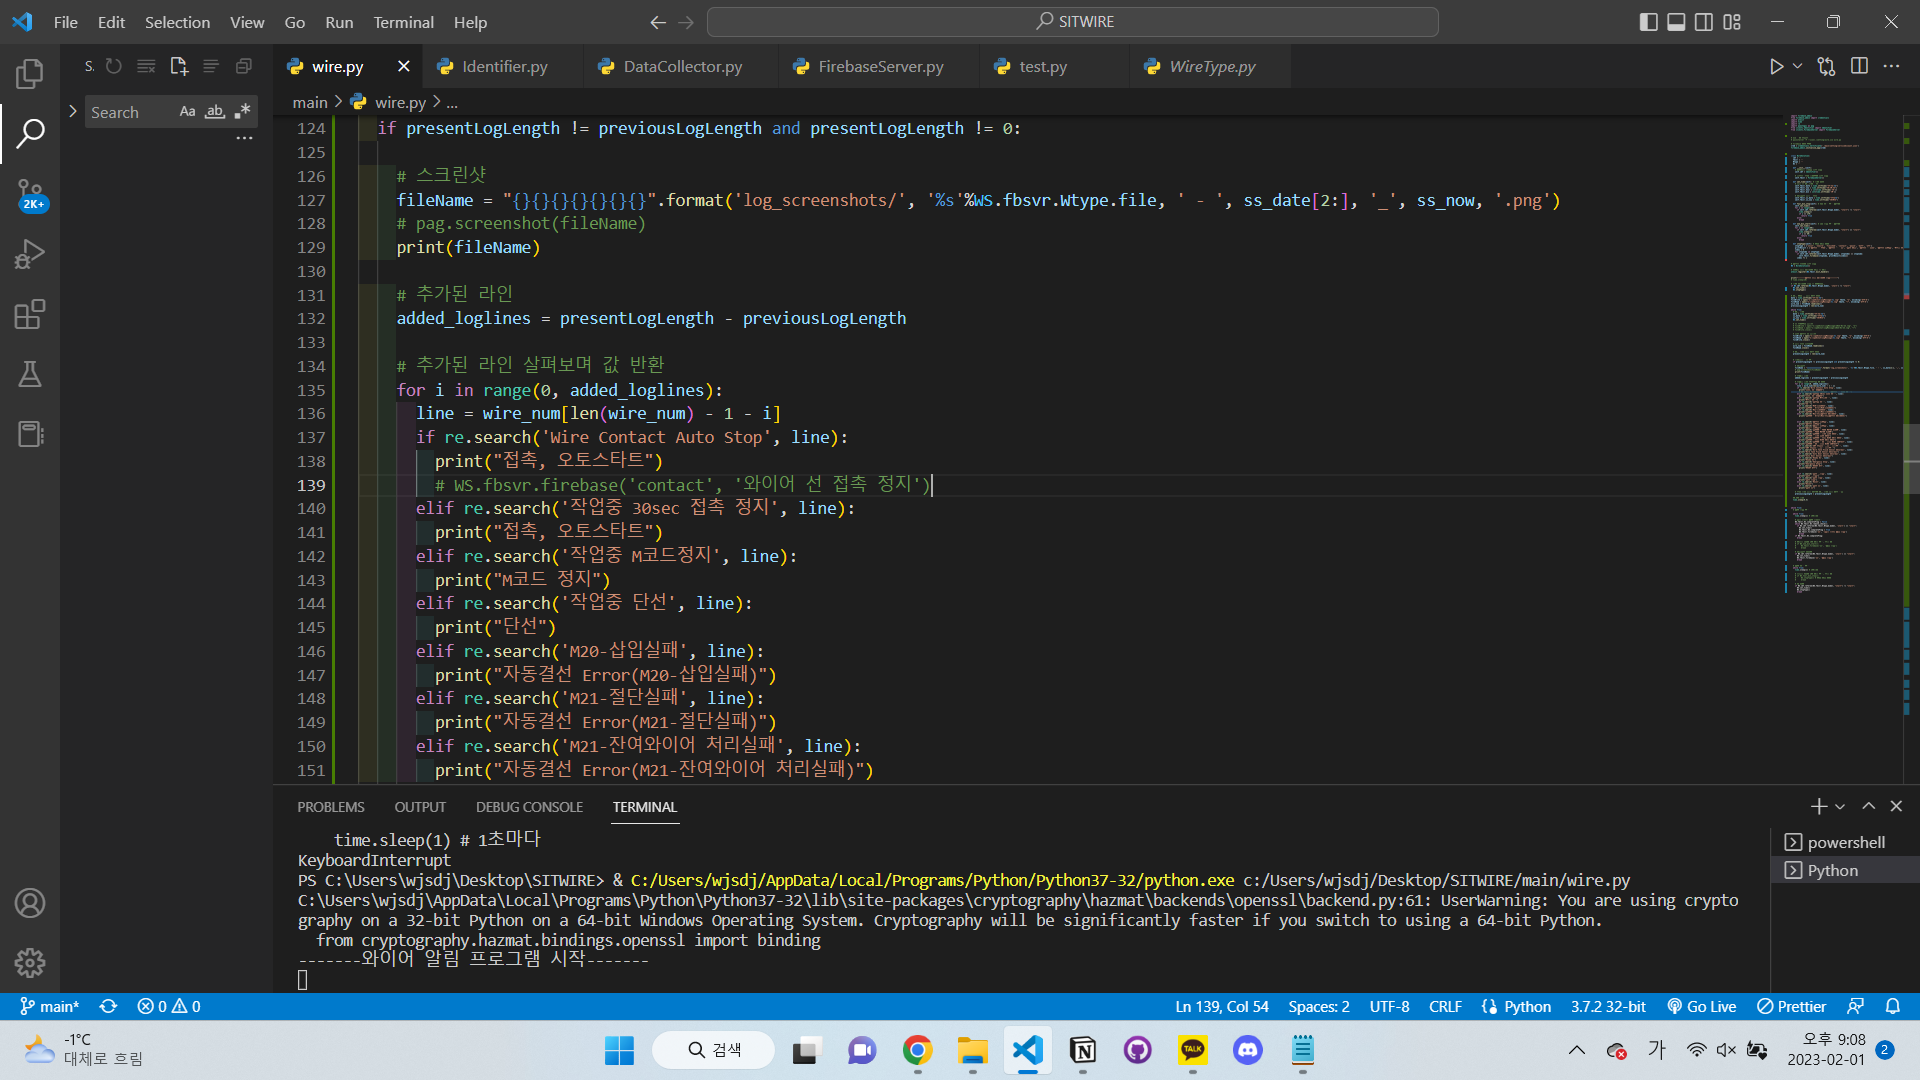 File Edit Selection View Go Run Terminal Help
SITWIRE
S.
wire.py
Identifier.py
DataCollector.py
FirebaseServer.py
test.py
WireType.py
Search Aa ab .*
main > wire.py > ...
124 if presentLogLength != previousLogLength and presentLogLength != 0:
125
126 # 스크린샷
127 fileName = "{}{}{}{}{}{}{}".format('log_screenshots/', '%s'%WS.fbsvr.Wtype.file, ' - ', ss_date[2:], '_', ss_now, '.png')
128 # pag.screenshot(fileName)
129 print(fileName)
130
131 # 추가된 라인
132 added_loglines = presentLogLength - previousLogLength
133
134 # 추가된 라인 살펴보며 값 반환
135 for i in range(0, added_loglines):
136 line = wire_num[len(wire_num) - 1 - i]
137 if re.search('Wire Contact Auto Stop', line):
138 print("접촉, 오토스타트")
139 # WS.fbsvr.firebase('contact', '와이어 선 접촉 정지')
140 elif re.search('작업중 30sec 접촉 정지', line):
141 print("접촉, 오토스타트")
142 elif re.search('작업중 M코드정지', line):
143 print("M코드 정지")
144 elif re.search('작업중 단선', line):
145 print("단선")
146 elif re.search('M20-삽입실패', line):
147 print("자동결선 Error(M20-삽입실패)")
148 elif re.search('M21-절단실패', line):
149 print("자동결선 Error(M21-절단실패)")
150 elif re.search('M21-잔여와이어 처리실패', line):
151 print("자동결선 Error(M21-잔여와이어 처리실패)")
2K+
PROBLEMS OUTPUT DEBUG CONSOLE TERMINAL
time.sleep(1) # 1초마다
KeyboardInterrupt
PS C:\Users\wjsdj\Desktop\SITWIRE> & C:/Users/wjsdj/AppData/Local/Programs/Python/Python37-32/python.exe c:/Users/wjsdj/Desktop/SITWIRE/main/wire.py
C:\Users\wjsdj\AppData\Local\Programs\Python\Python37-32\lib\site-packages\cryptography\hazmat\backends\openssl\backend.py:61: UserWarning: You are using crypto
graphy on a 32-bit Python on a 64-bit Windows Operating System. Cryptography will be significantly faster if you switch to using a 64-bit Python.
from cryptography.hazmat.bindings.openssl import binding
-------와이어 알림 프로그램 시작-------
powershell
Python
main* 0 0
Ln 139, Col 54 Spaces: 2 UTF-8 CRLF Python 3.7.2 32-bit Go Live Prettier
-1°C
대체로 흐림
검색
TALK
가
오후 9:08
2023-02-01
2